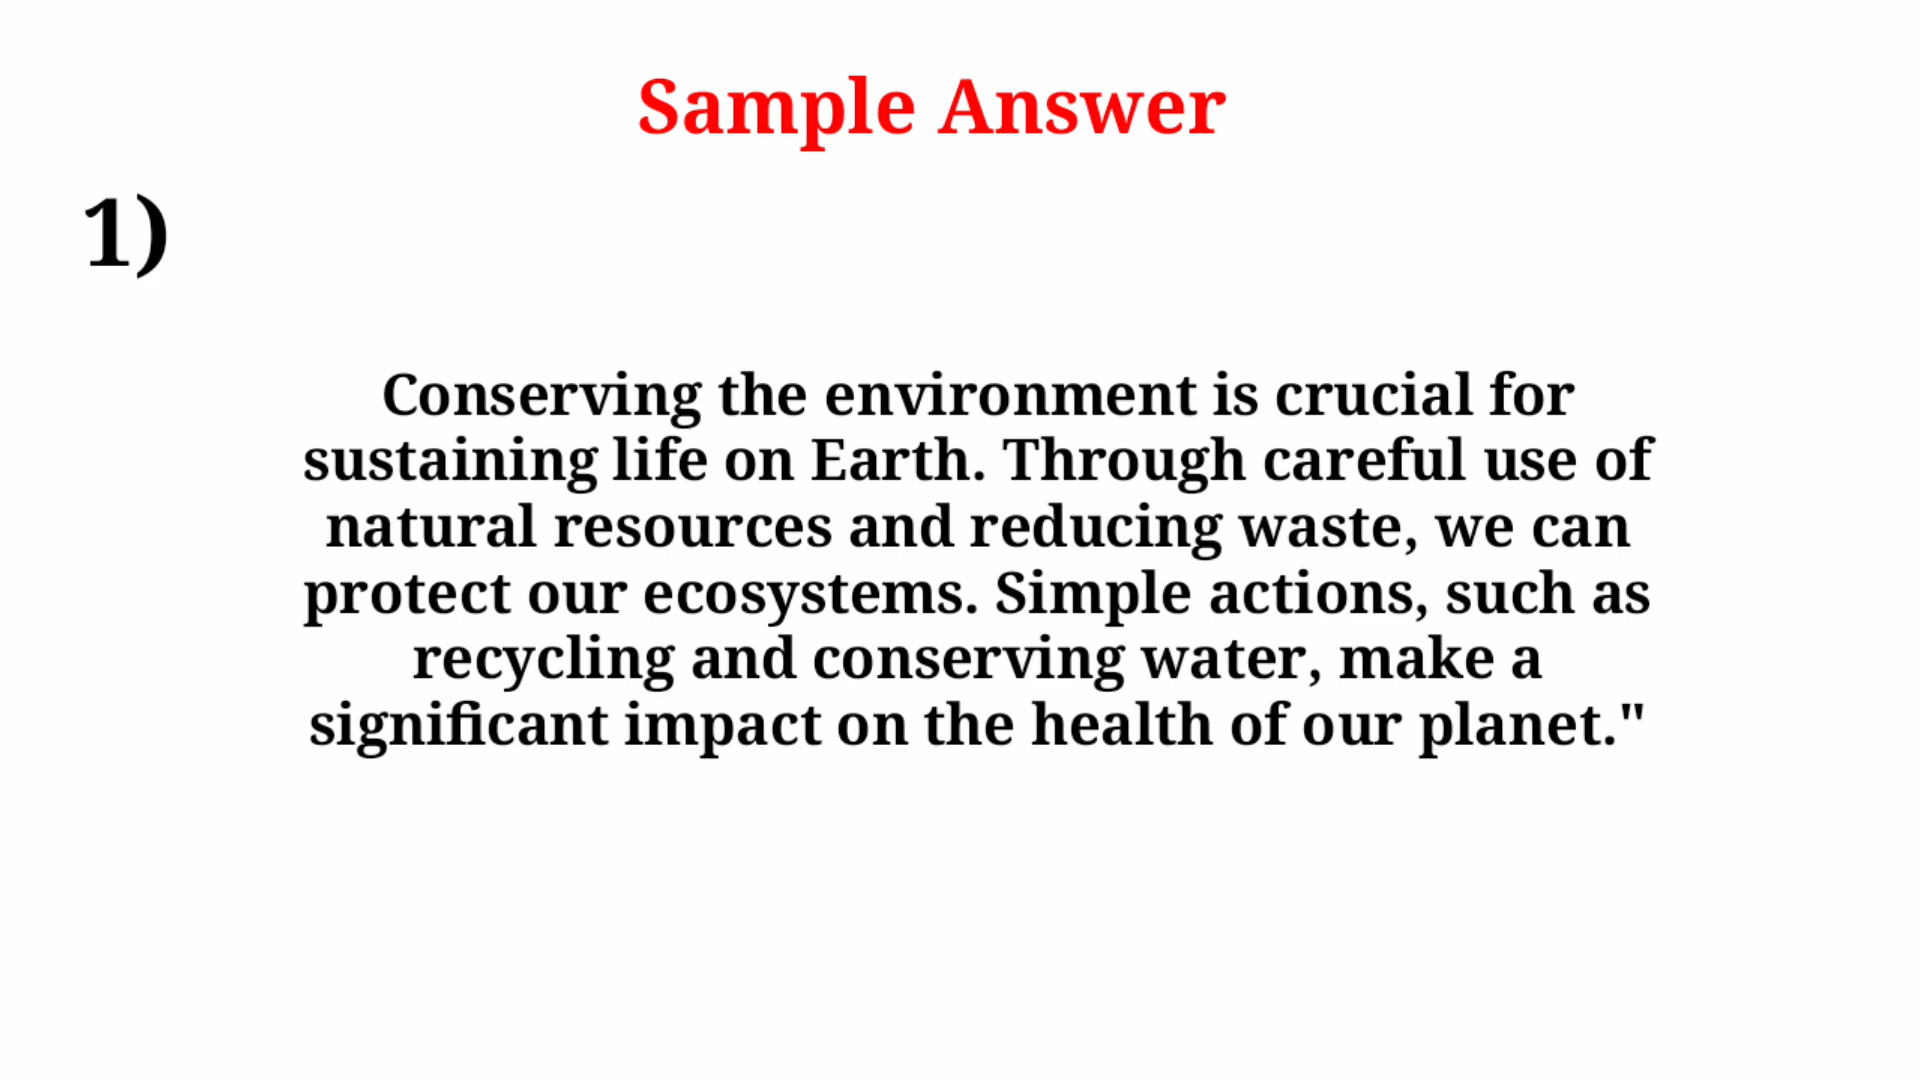 Sample Answer
1)
Conserving the environment is crucial for
sustaining life on Earth. Through careful use of
natural resources and reducing waste, we can
protect our ecosystems. Simple actions, such as
recycling and conserving water, make a
significant impact on the health of our planet."